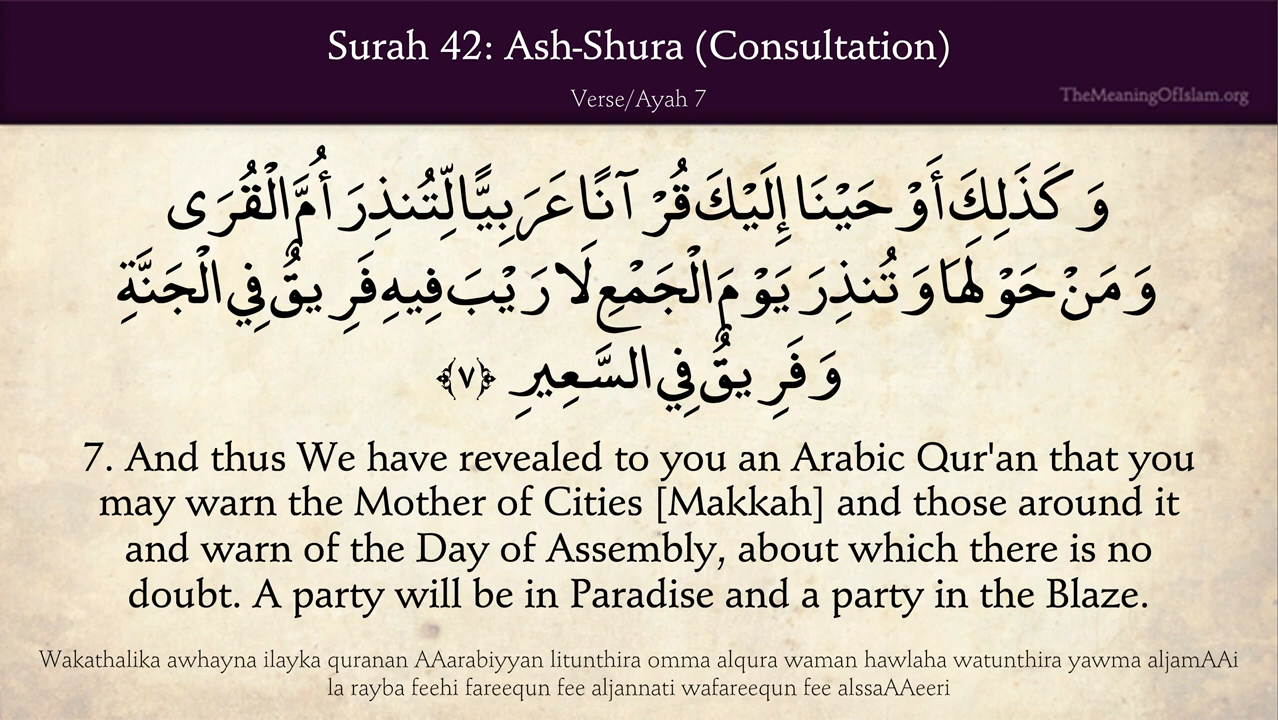 Surah 42: Ash-Shura (Consultation)
Verse/Ayah 7
TheMeaningOfIslam.org
وَكَذَلِكَ أَوْحَيْنَا إِلَيْكَ قُرْآنًا عَرَبِيًّا لِّتُنذِرَ أُمَّ الْقُرَى
وَمَنْ حَوْلَهَا وَتُنذِرَ يَوْمَ الْجَمْعِ لَا رَيْبَ فِيهِ فَرِيقٌ فِي الْجَنَّةِ
وَفَرِيقٌ فِي السَّعِيرِ ﴿٧﴾
7. And thus We have revealed to you an Arabic Qur'an that you
may warn the Mother of Cities [Makkah] and those around it
and warn of the Day of Assembly, about which there is no
doubt. A party will be in Paradise and a party in the Blaze.
Wakathalika awhayna ilayka quranan AAarabiyyan litunthira omma alqura waman hawlaha watunthira yawma aljamAAi
la rayba feehi fareequn fee aljannati wafareequn fee alssaAAeeri